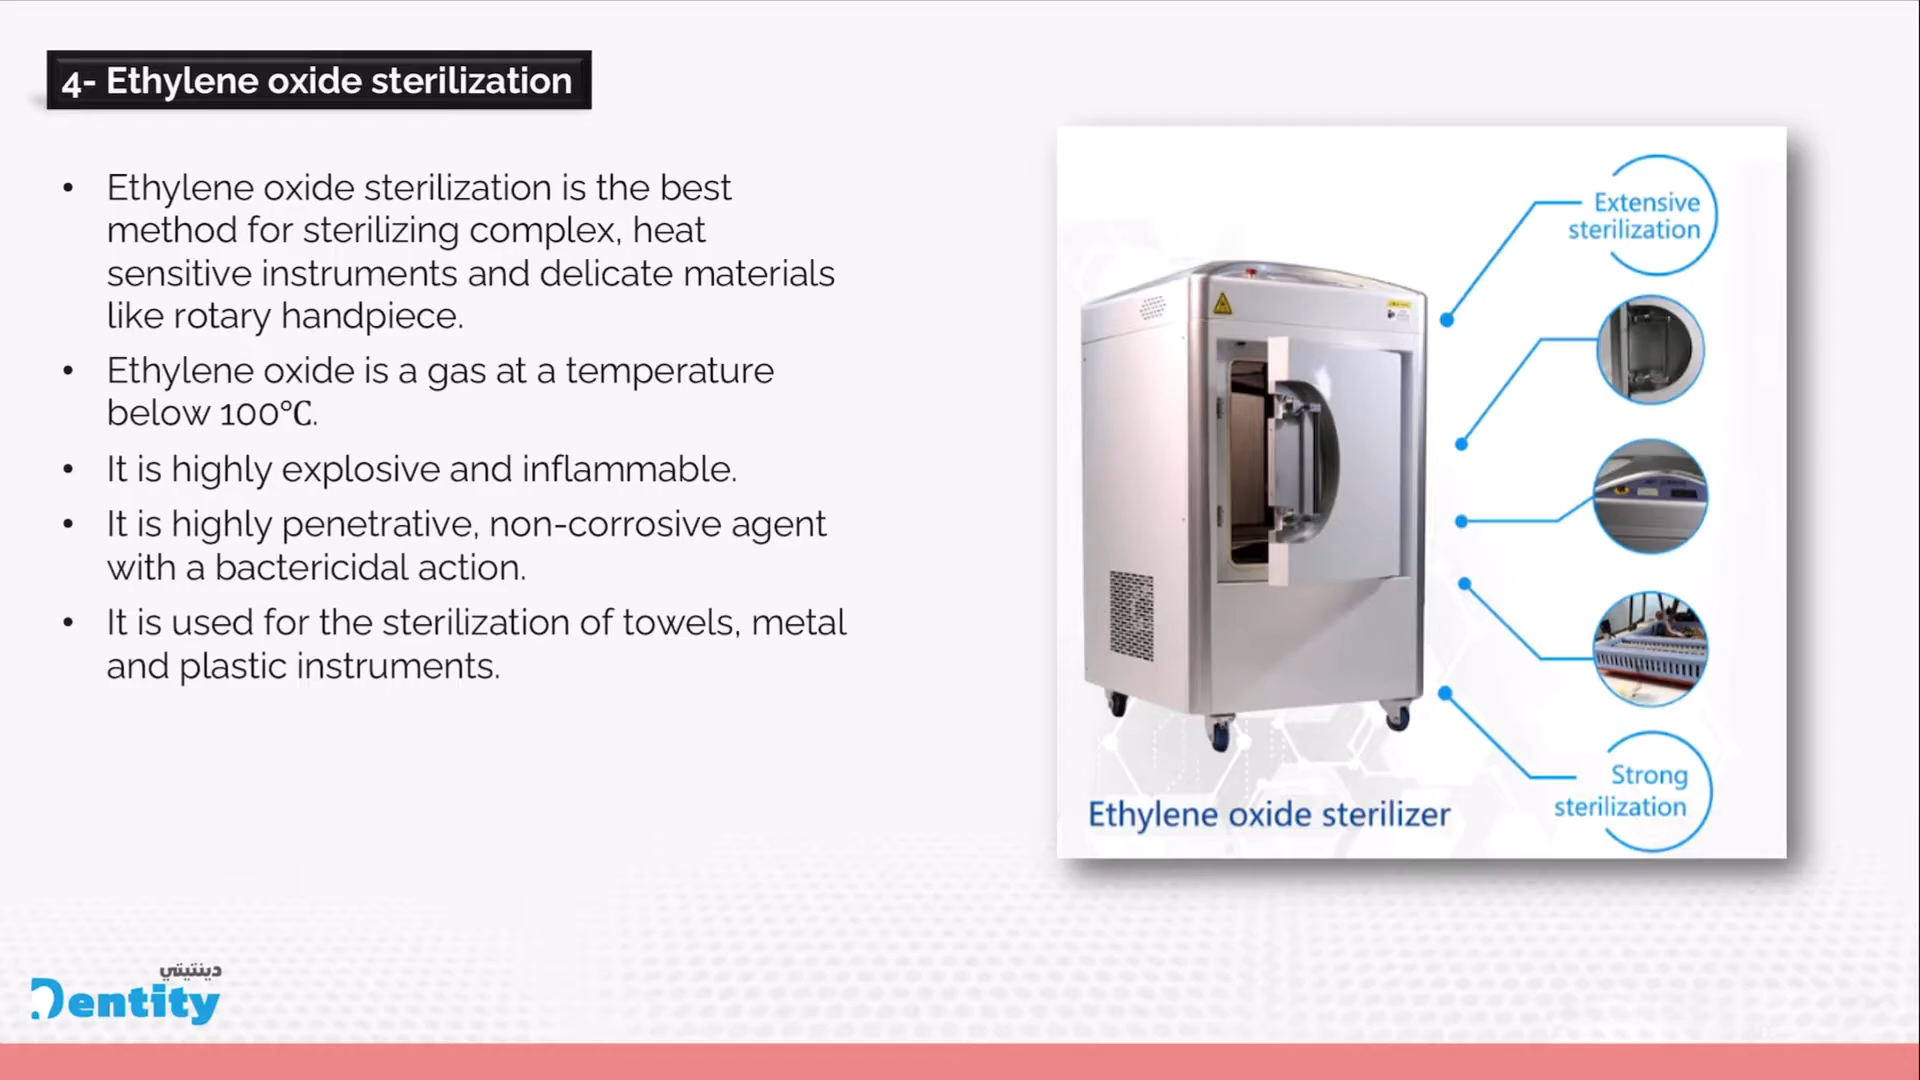 4- Ethylene oxide sterilization
• Ethylene oxide sterilization is the best
method for sterilizing complex, heat
sensitive instruments and delicate materials
like rotary handpiece.
• Ethylene oxide is a gas at a temperature
below 100℃.
• It is highly explosive and inflammable.
• It is highly penetrative, non-corrosive agent
with a bactericidal action.
• It is used for the sterilization of towels, metal
and plastic instruments.
Extensive
sterilization
Strong
sterilization
Ethylene oxide sterilizer
دينتيتي
Dentity